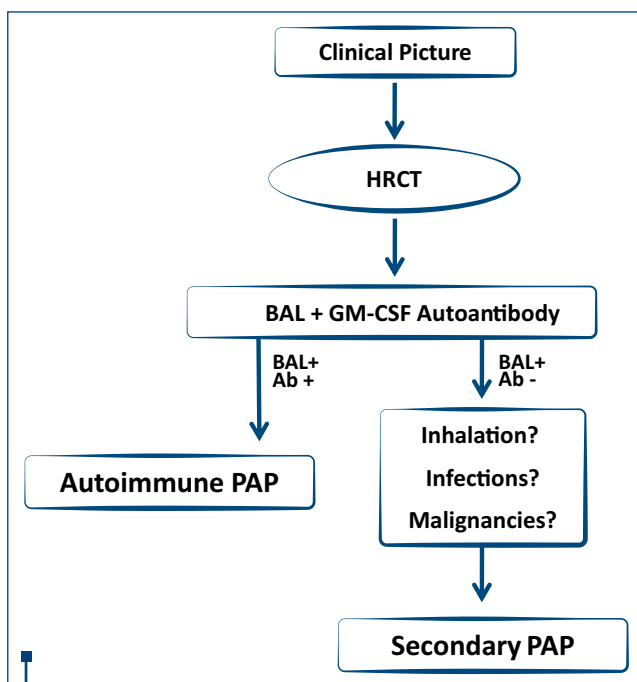 Clinical Picture
HRCT
BAL + GM-CSF Autoantibody
BAL+
Ab +
BAL+
Ab -
Autoimmune PAP
Inhalation?
Infections?
Malignancies?
Secondary PAP